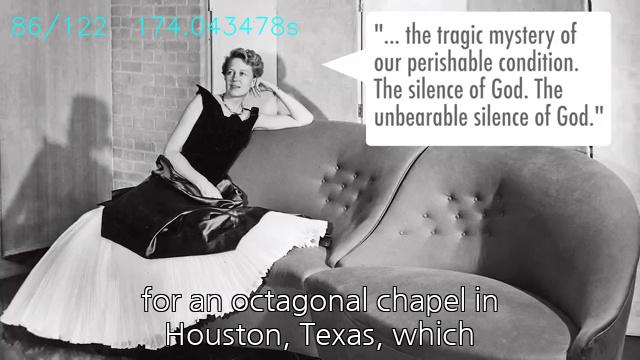 86/122 174.043478s
"... the tragic mystery of
our perishable condition.
The silence of God. The
unbearable silence of God."
for an octagonal chapel in
Houston, Texas, which